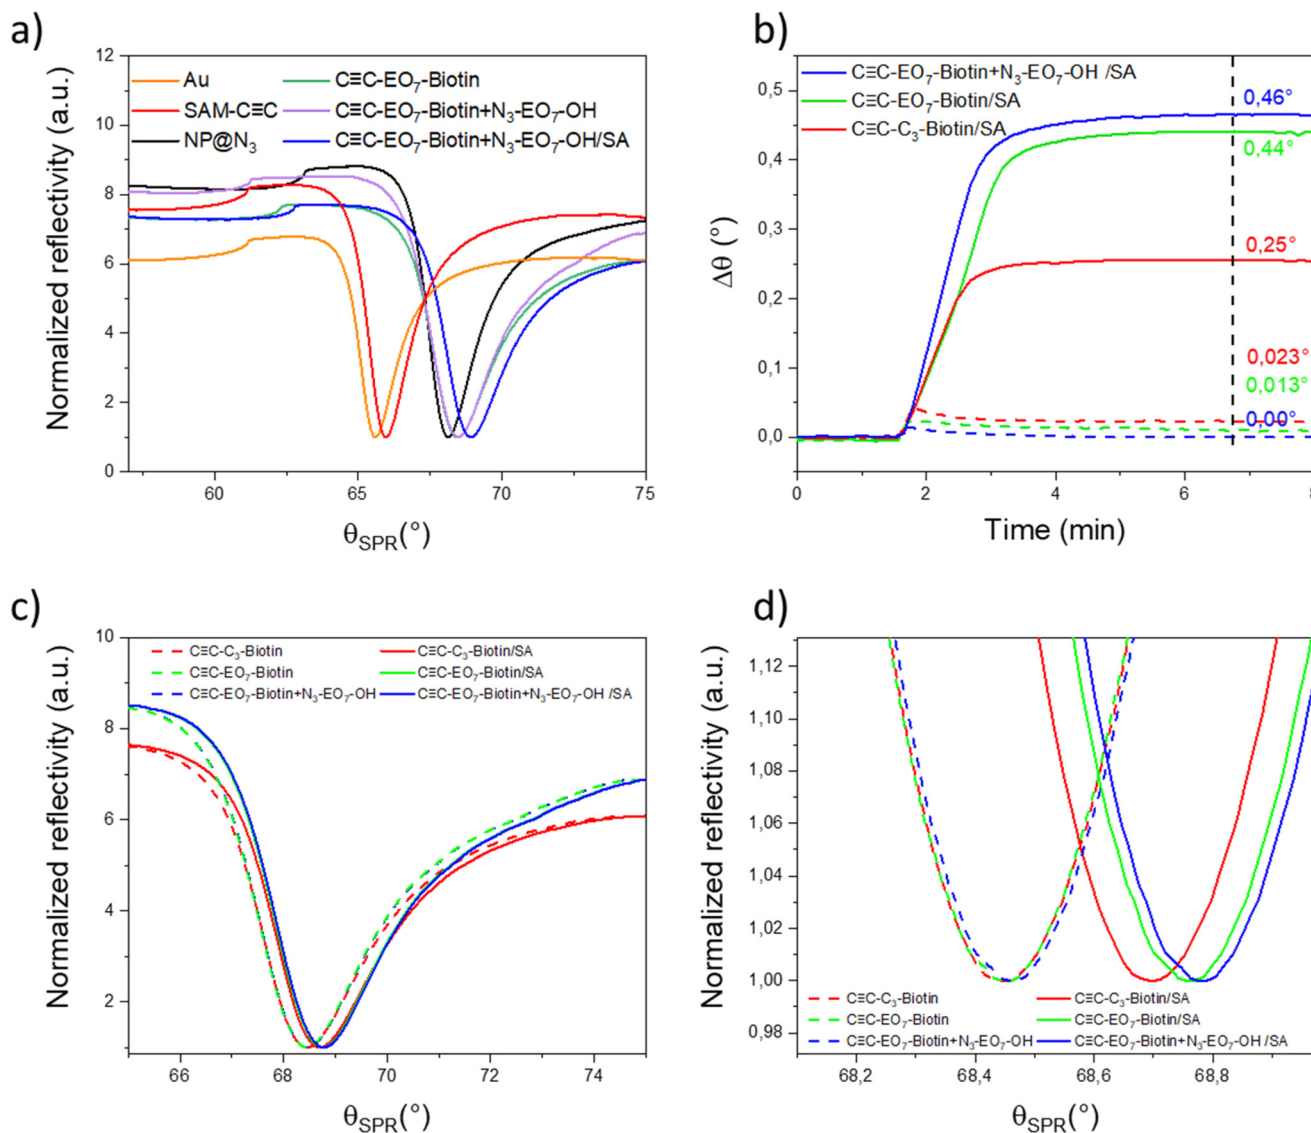 a)
12
10
8
6
4
2
0
Normalized reflectivity (a.u.)
Au
SAM-C≡C
NP@N₃
C≡C-EO₇-Biotin
C≡C-EO₇-Biotin+N₃-EO₇-OH
C≡C-EO₇-Biotin+N₃-EO₇-OH/SA
60 65 70 75
θSPR(°)
b)
0,5
0,4
0,3
0,2
0,1
0,0
Δθ (°)
C≡C-EO₇-Biotin+N₃-EO₇-OH /SA
C≡C-EO₇-Biotin/SA
C≡C-C₃-Biotin/SA
0,46°
0,44°
0,25°
0,023°
0,013°
0,00°
0 2 4 6 8
Time (min)
c)
10
8
6
4
2
Normalized reflectivity (a.u.)
C≡C-C₃-Biotin
C≡C-EO₇-Biotin
C≡C-EO₇-Biotin+N₃-EO₇-OH
C≡C-C₃-Biotin/SA
C≡C-EO₇-Biotin/SA
C≡C-EO₇-Biotin+N₃-EO₇-OH /SA
66 68 70 72 74
θSPR(°)
d)
1,12
1,10
1,08
1,06
1,04
1,02
1,00
0,98
Normalized reflectivity (a.u.)
C≡C-C₃-Biotin
C≡C-EO₇-Biotin
C≡C-EO₇-Biotin+N₃-EO₇-OH
C≡C-C₃-Biotin/SA
C≡C-EO₇-Biotin/SA
C≡C-EO₇-Biotin+N₃-EO₇-OH /SA
68,2 68,4 68,6 68,8
θSPR(°)